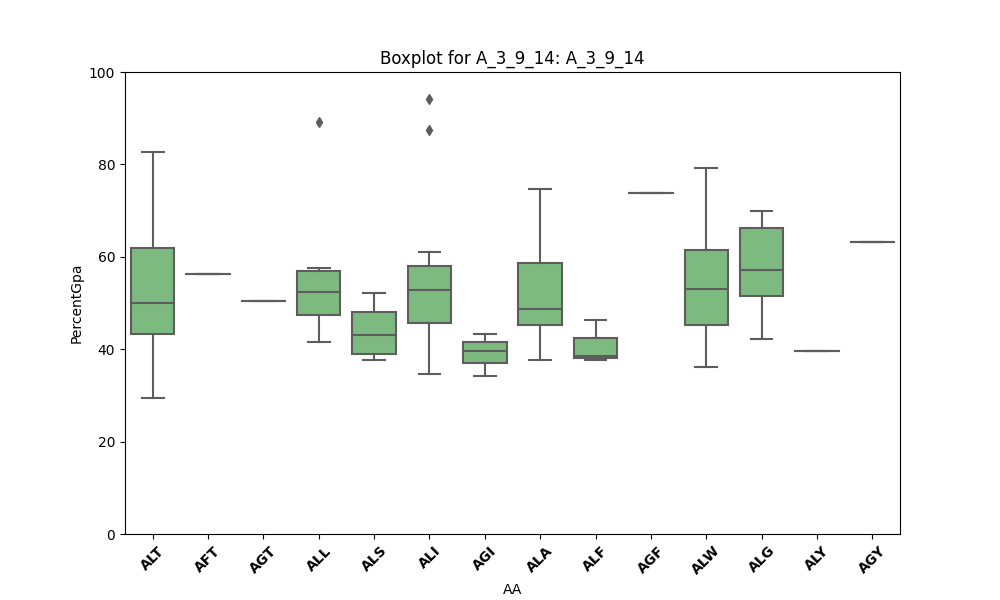 Boxplot for A_3_9_14: A_3_9_14
100
80
60
40
20
0
PercentGpa
ALT AFT AGT ALL ALS ALI AGI ALA ALF AGF ALW ALG ALY AGY
AA